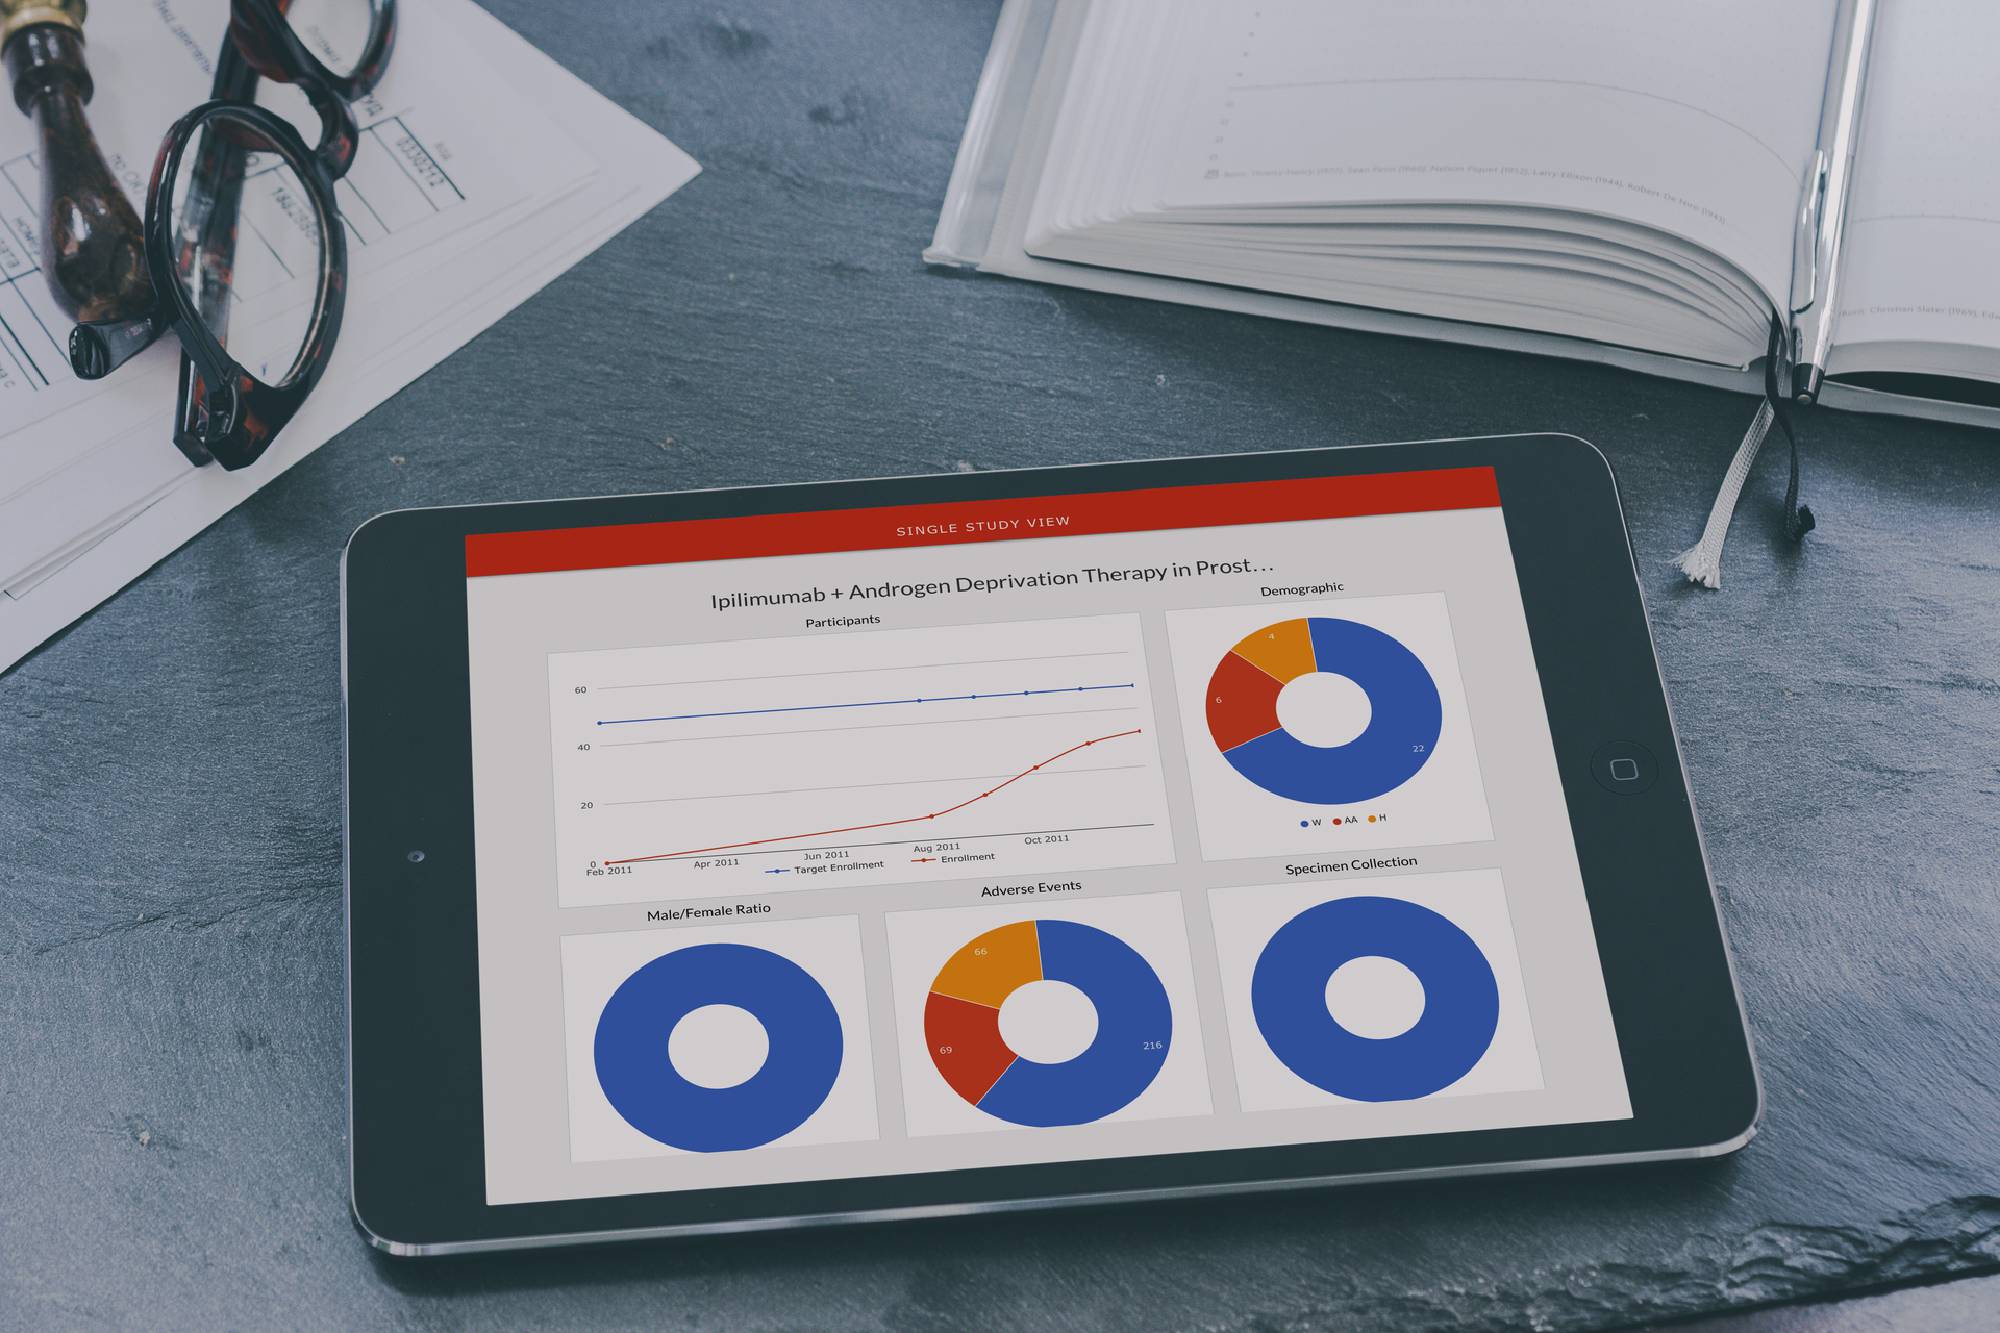 0330212
SINGLE STUDY VIEW
Ipilimumab + Androgen Deprivation Therapy in Prost...
Participants
60
40
20
0
Feb 2011
Apr 2011
Jun 2011
Aug 2011
Oct 2011
Target Enrollment
Enrollment
Demographic
4
6
22
W
AA
H
Male/Female Ratio
Adverse Events
66
69
216
Specimen Collection